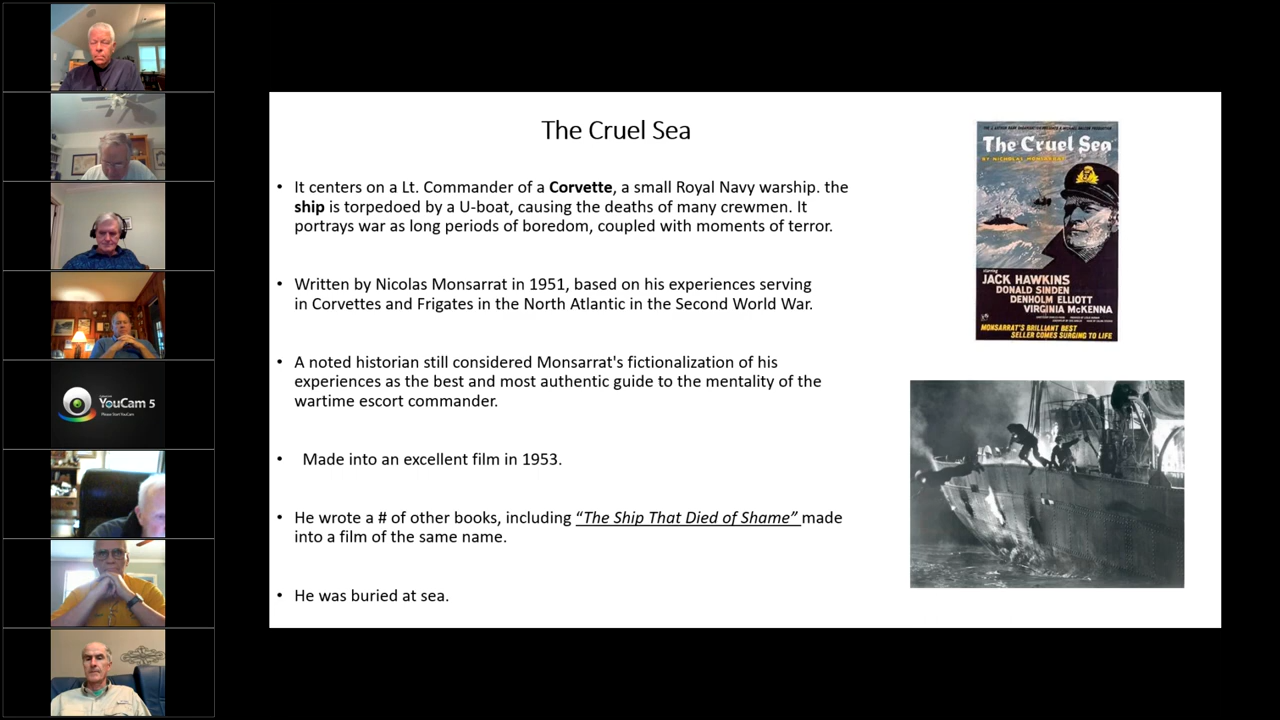 The Cruel Sea
• It centers on a Lt. Commander of a Corvette, a small Royal Navy warship. the
ship is torpedoed by a U-boat, causing the deaths of many crewmen. It
portrays war as long periods of boredom, coupled with moments of terror.
• Written by Nicolas Monsarrat in 1951, based on his experiences serving
in Corvettes and Frigates in the North Atlantic in the Second World War.
• A noted historian still considered Monsarrat's fictionalization of his
experiences as the best and most authentic guide to the mentality of the
wartime escort commander.
• Made into an excellent film in 1953.
• He wrote a # of other books, including “The Ship That Died of Shame” made
into a film of the same name.
• He was buried at sea.
The Cruel Sea
BY NICHOLAS MONSARRAT
starring
JACK HAWKINS
DONALD SINDEN
DENHOLM ELLIOTT
VIRGINIA McKENNA
MONSARRAT'S BRILLIANT BEST
SELLER COMES SURGING TO LIFE
YouCam 5
Please Start YouCam